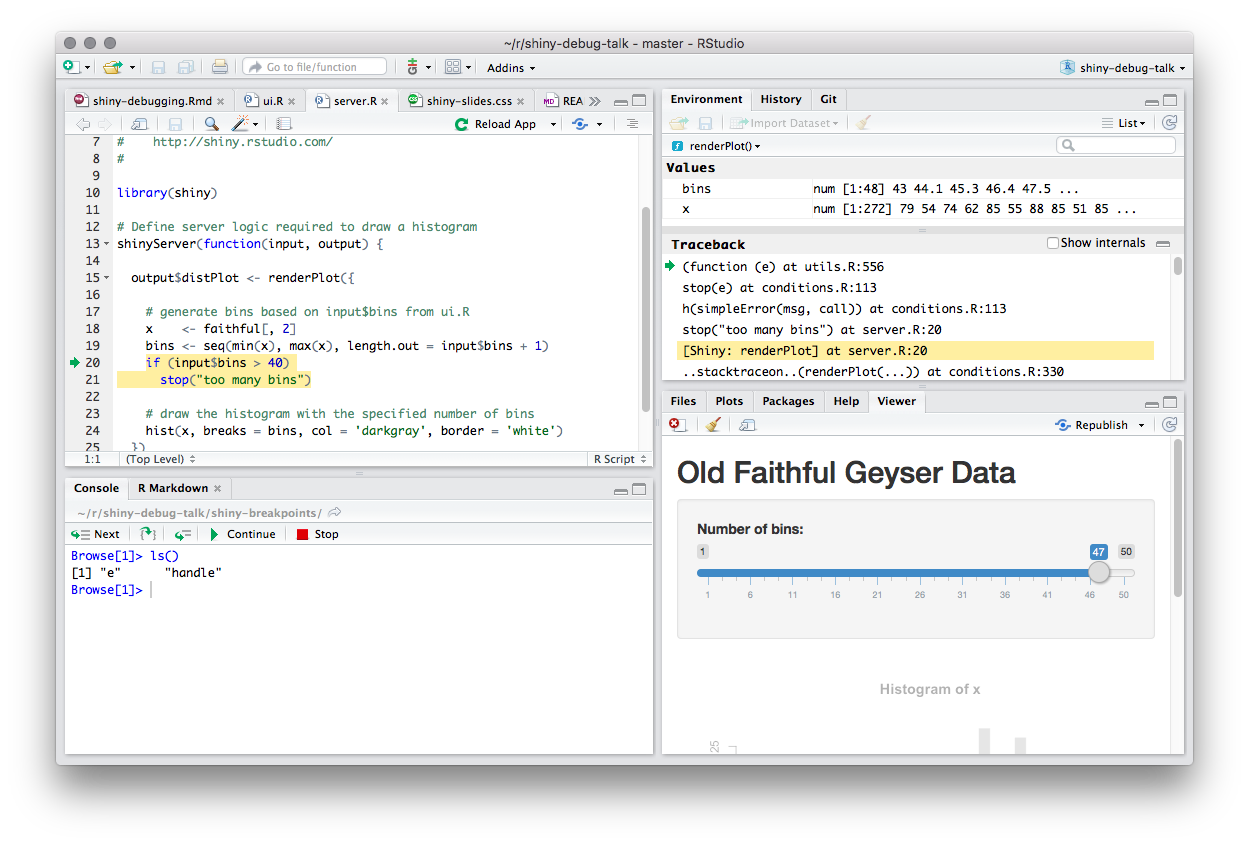 ~/r/shiny-debug-talk - master - RStudio
Go to file/function
Addins
shiny-debug-talk
shiny-debugging.Rmd
ui.R
server.R
shiny-slides.css
REA
Reload App
7 #    http://shiny.rstudio.com/
8 #
9
10 library(shiny)
11
12 # Define server logic required to draw a histogram
13 shinyServer(function(input, output) {
14
15   output$distPlot <- renderPlot({
16
17     # generate bins based on input$bins from ui.R
18     x    <- faithful[, 2]
19     bins <- seq(min(x), max(x), length.out = input$bins + 1)
20     if (input$bins > 40)
21       stop("too many bins")
22
23     # draw the histogram with the specified number of bins
24     hist(x, breaks = bins, col = 'darkgray', border = 'white')
25   })
1:1 (Top Level) R Script
Console R Markdown
~/r/shiny-debug-talk/shiny-breakpoints/
Next Continue Stop
Browse[1]> ls()
[1] "e"      "handle"
Browse[1]>
Environment History Git
Import Dataset List
renderPlot()
Values
bins num [1:48] 43 44.1 45.3 46.4 47.5 ...
x num [1:272] 79 54 74 62 85 55 88 85 51 85 ...
Traceback Show internals
(function (e) at utils.R:556
stop(e) at conditions.R:113
h(simpleError(msg, call)) at conditions.R:113
stop("too many bins") at server.R:20
[Shiny: renderPlot] at server.R:20
..stacktraceon..(renderPlot(...)) at conditions.R:330
Files Plots Packages Help Viewer
Republish
Old Faithful Geyser Data
Number of bins:
1 47 50
1 6 11 16 21 26 31 36 41 46 50
Histogram of x
25